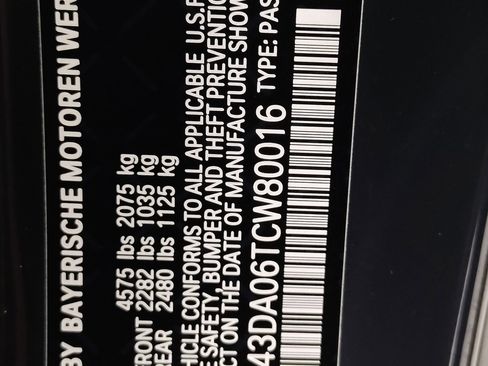 BY BAYERISCHE MOTOREN WER
4575 lbs 2075 kg
FRONT 2282 lbs 1035 kg
REAR 2480 lbs 1125 kg
HICLE CONFORMS TO ALL APPLICABLE U.S.F
E SAFETY, BUMPER AND THEFT PREVENTION
CT ON THE DATE OF MANUFACTURE SHOW
43DA06TCW80016 TYPE: PAS